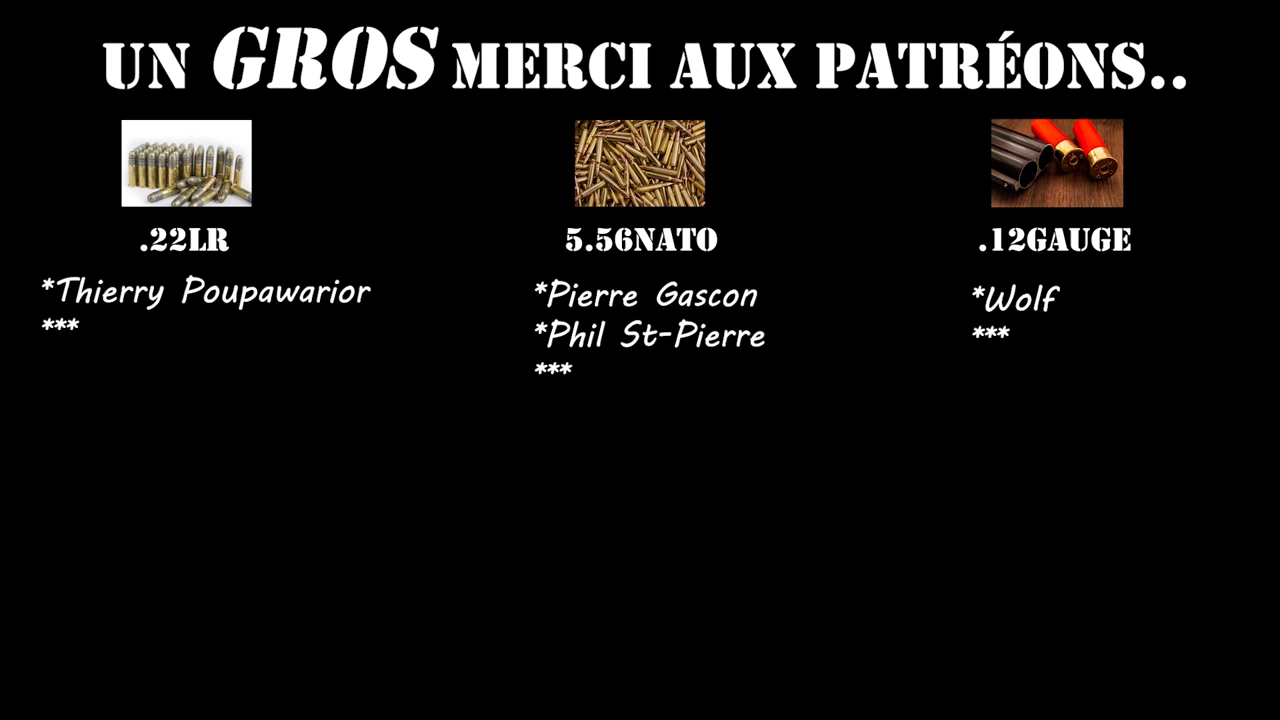 UN GROS MERCI AUX PATRÉONS..
.22LR
*Thierry Poupawarior
***
5.56NATO
*Pierre Gascon
*Phil St-Pierre
***
.12GAUGE
*Wolf
***